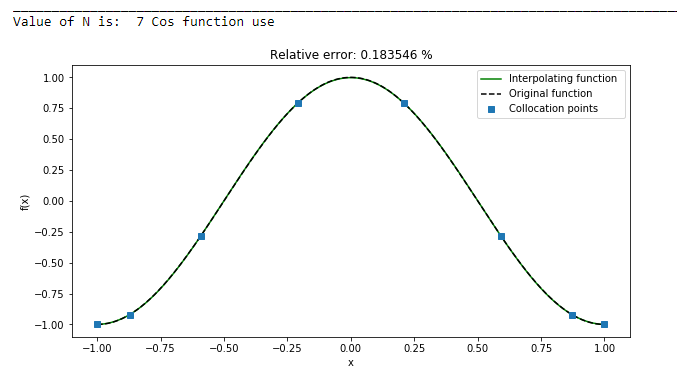 Value of N is:  7 Cos function use
Relative error: 0.183546 %
Interpolating function
Original function
Collocation points
1.00
0.75
0.50
0.25
0.00
−0.25
−0.50
−0.75
−1.00
f(x)
−1.00 −0.75 −0.50 −0.25 0.00 0.25 0.50 0.75 1.00
x